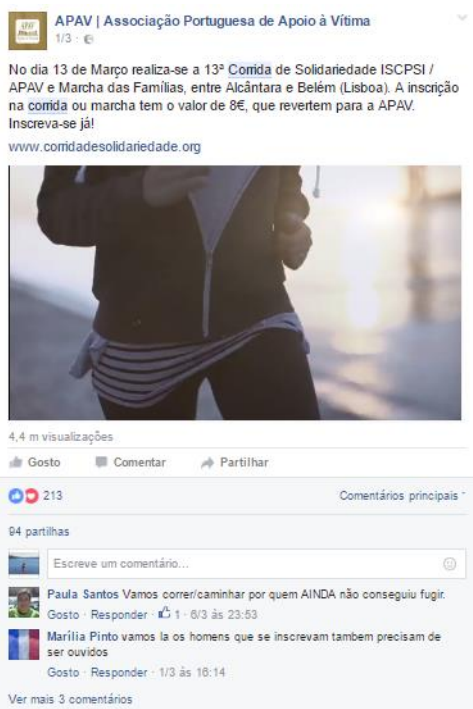 APAV | Associação Portuguesa de Apoio à Vítima
1/3 ·
No dia 13 de Março realiza-se a 13ª Corrida de Solidariedade ISCPSI /
APAV e Marcha das Famílias, entre Alcântara e Belém (Lisboa). A inscrição
na corrida ou marcha tem o valor de 8€, que revertem para a APAV.
Inscreva-se já!
www.corridadesolidariedade.org
4,4 m visualizações
Gosto Comentar Partilhar
213 Comentários principais
94 partilhas
Escreve um comentário...
Paula Santos Vamos correr/caminhar por quem AINDA não conseguiu fugir.
Gosto · Responder · 1 · 6/3 às 23:53
Marília Pinto vamos la os homens que se inscrevam tambem precisam de
ser ouvidos
Gosto · Responder · 1/3 às 16:14
Ver mais 3 comentários